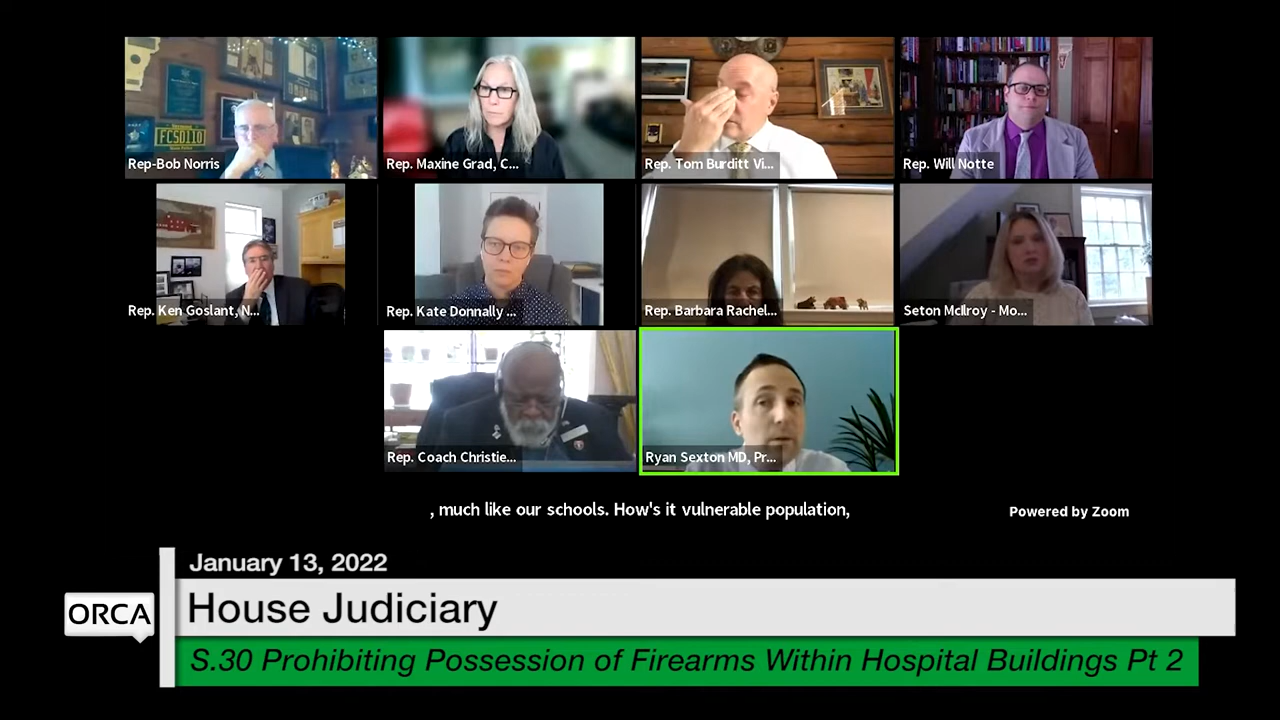 FCSD110
Rep-Bob Norris
Rep. Maxine Grad, C...
Rep. Tom Burditt Vi...
Rep. Will Notte
Rep. Ken Goslant, N...
Rep. Kate Donnally ...
Rep. Barbara Rachel...
Seton McIlroy - Mo...
Rep. Coach Christie...
Ryan Sexton MD, Pr...
, much like our schools. How's it vulnerable population,
Powered by Zoom
January 13, 2022
ORCA
House Judiciary
S.30 Prohibiting Possession of Firearms Within Hospital Buildings Pt 2